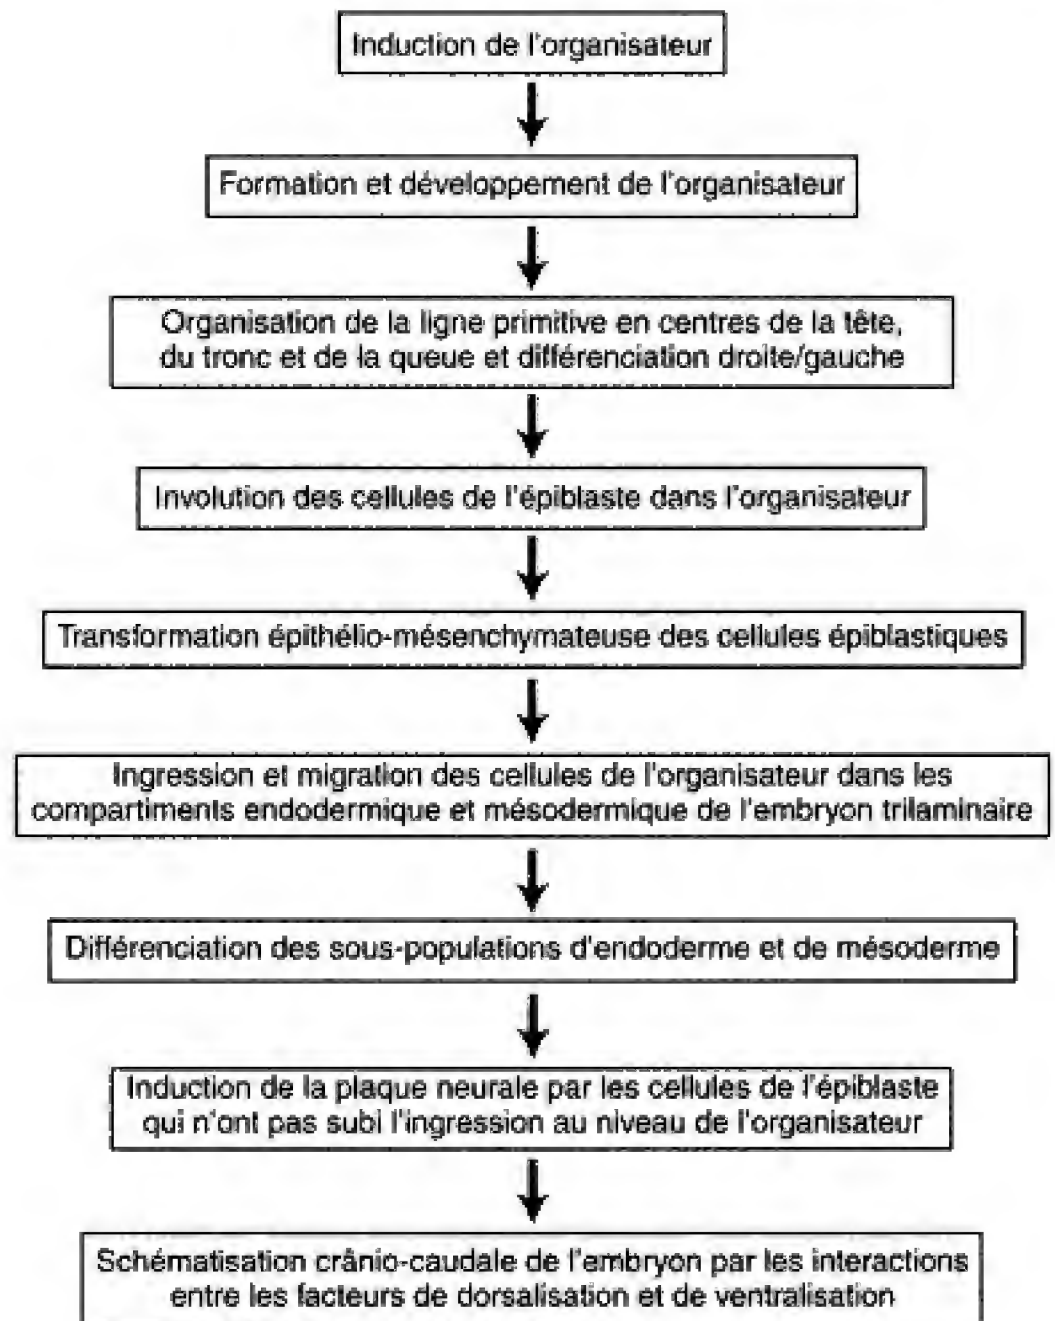 Induction de l'organisateur
Formation et développement de l'organisateur
Organisation de la ligne primitive en centres de la tête,
du tronc et de la queue et différenciation droite/gauche
Involution des cellules de l'épiblaste dans l'organisateur
Transformation épithélio-mésenchymateuse des cellules épiblastiques
Ingression et migration des cellules de l'organisateur dans les
compartiments endodermique et mésodermique de l'embryon trilaminaire
Différenciation des sous-populations d'endoderme et de mésoderme
Induction de la plaque neurale par les cellules de l'épiblaste
qui n'ont pas subi l'ingression au niveau de l'organisateur
Schématisation crânio-caudale de l'embryon par les interactions
entre les facteurs de dorsalisation et de ventralisation